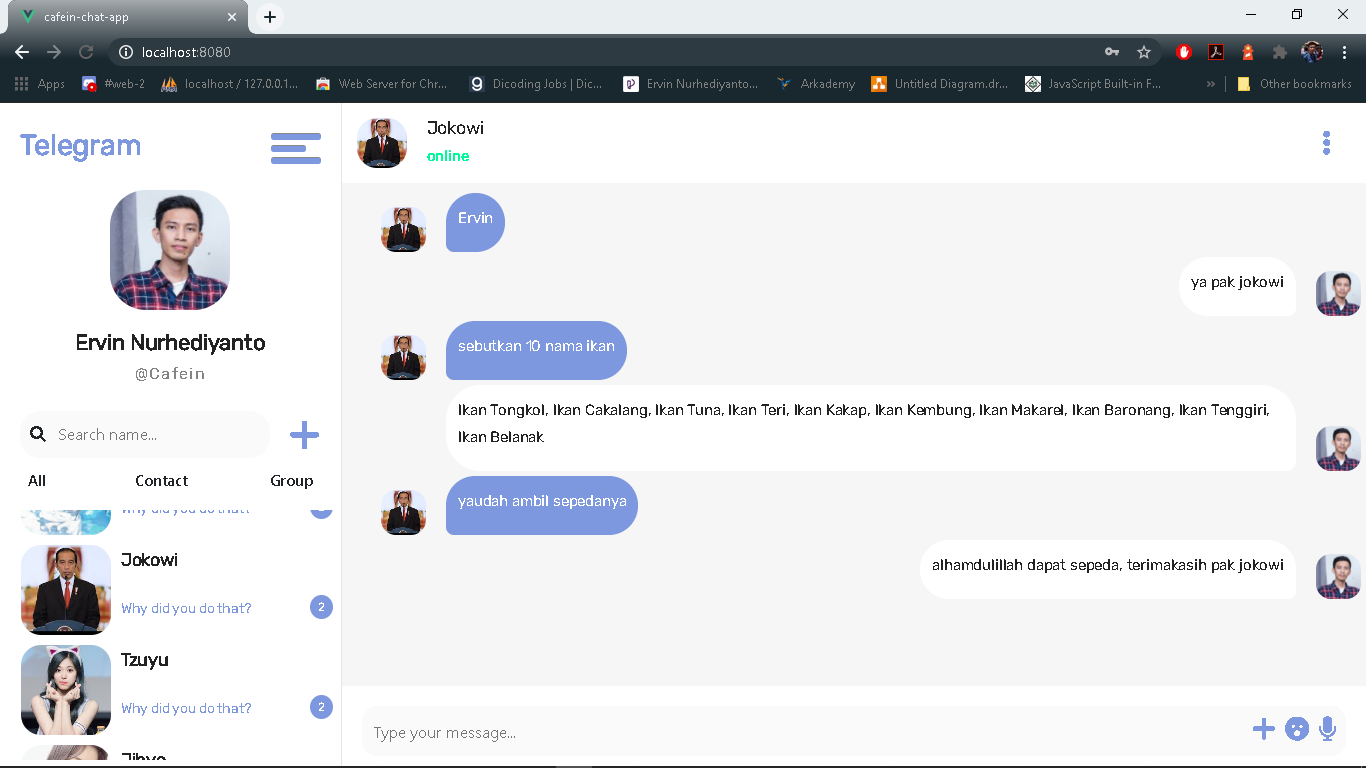 cafein-chat-app
localhost:8080
Apps
#web-2
localhost / 127.0.0.1...
Web Server for Chr...
Dicoding Jobs | Dic...
Ervin Nurhediyanto...
Arkademy
Untitled Diagram.dr...
JavaScript Built-in F...
»
Other bookmarks
Telegram
Ervin Nurhediyanto
@Cafein
Search name...
All
Contact
Group
Why did you do that?
Jokowi
Why did you do that?
2
Tzuyu
Why did you do that?
2
Jihyo
Jokowi
online
Ervin
ya pak jokowi
sebutkan 10 nama ikan
Ikan Tongkol, Ikan Cakalang, Ikan Tuna, Ikan Teri, Ikan Kakap, Ikan Kembung, Ikan Makarel, Ikan Baronang, Ikan Tenggiri,
Ikan Belanak
yaudah ambil sepedanya
alhamdulillah dapat sepeda, terimakasih pak jokowi
Type your message...